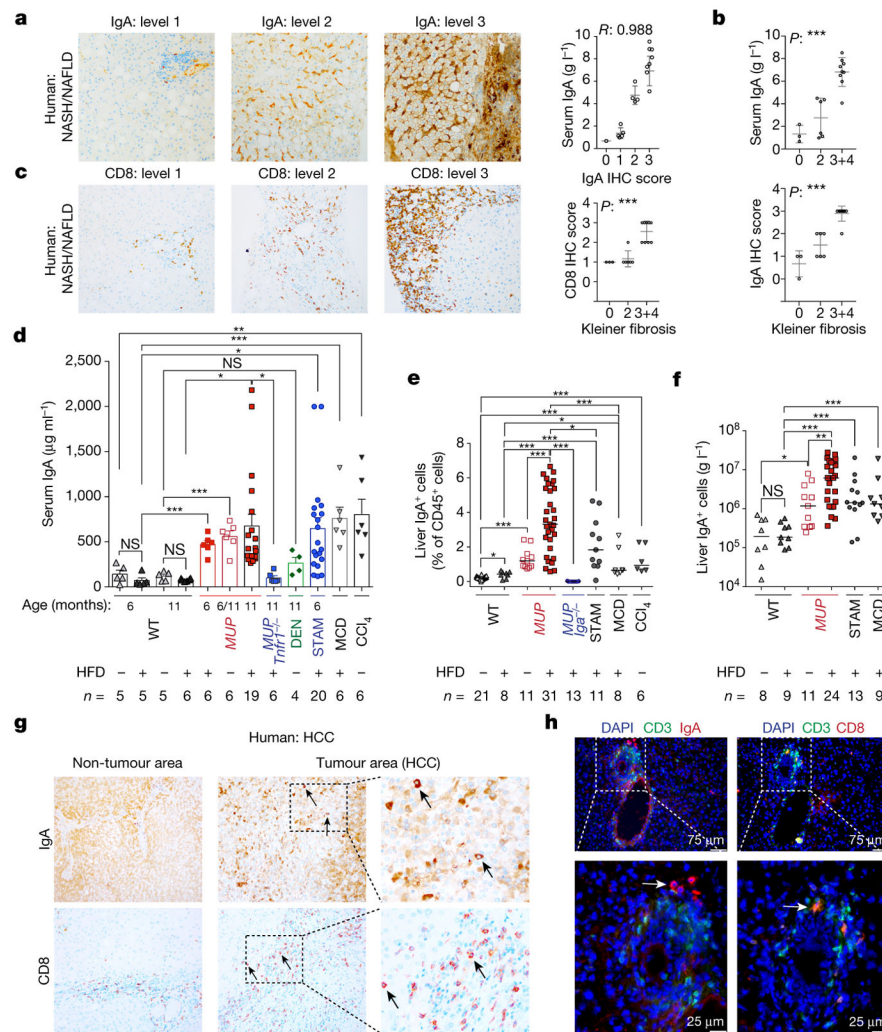 a
IgA: level 1
IgA: level 2
IgA: level 3
Human:
NASH/NAFLD
R: 0.988
Serum IgA (g l⁻¹)
10
8
6
4
2
0
0 1 2 3
IgA IHC score
b
P: ***
Serum IgA (g l⁻¹)
10
8
6
4
2
0
0 2 3+4
c
CD8: level 1
CD8: level 2
CD8: level 3
Human:
NASH/NAFLD
P: ***
CD8 IHC score
4
3
2
1
0
0 2 3+4
Kleiner fibrosis
P: ***
IgA IHC score
4
3
2
1
0
0 2 3+4
Kleiner fibrosis
d
**
***
*
NS
* *
***
***
NS
NS
Serum IgA (µg ml⁻¹)
2,500
2,000
1,500
1,000
500
0
Age (months): 6 11 6 6/11 11 11 11 6
WT
MUP
MUP Tnfr1⁻/⁻
DEN
STAM
MCD
CCl₄
HFD − + − + + − + + − + + −
n = 5 5 5 6 6 6 19 6 4 20 6 6
e
***
***
***
*
*
***
*** ***
***
***
*
Liver IgA⁺ cells
(% of CD45⁺ cells)
8
6
4
2
0
WT
MUP
MUP Iga⁻/⁻
STAM
MCD
CCl₄
HFD − + − + + + + −
n = 21 8 11 31 13 11 8 6
f
***
***
***
* **
NS
Liver IgA⁺ cells (g l⁻¹)
10⁸
10⁷
10⁶
10⁵
10⁴
WT
MUP
STAM
MCD
HFD − + − + + +
n = 8 9 11 24 13 9
g
Human: HCC
Non-tumour area
Tumour area (HCC)
IgA
CD8
h
DAPI CD3 IgA
DAPI CD3 CD8
75 µm
75 µm
25 µm
25 µm